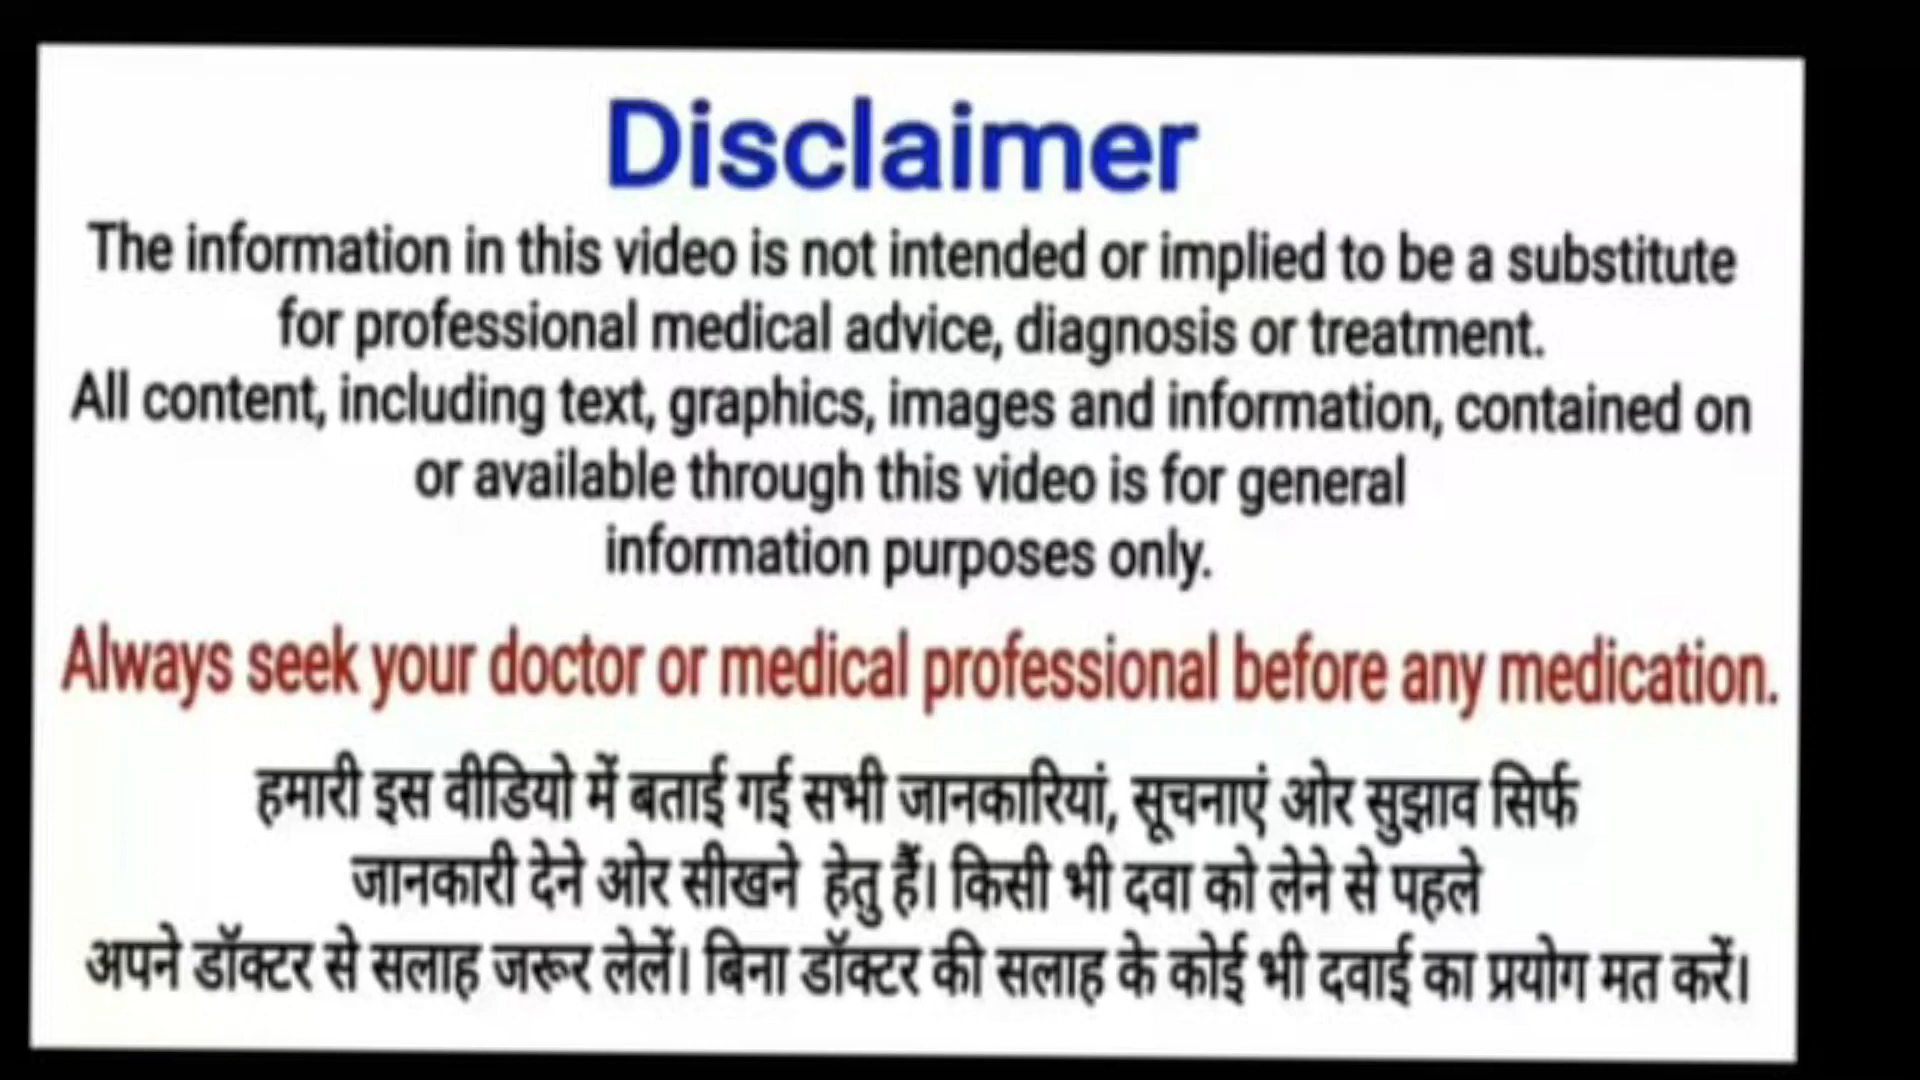 Disclaimer
The information in this video is not intended or implied to be a substitute
for professional medical advice, diagnosis or treatment.
All content, including text, graphics, images and information, contained on
or available through this video is for general
information purposes only.
Always seek your doctor or medical professional before any medication.
हमारी इस वीडियो में बताई गई सभी जानकारियां, सूचनाएं ओर सुझाव सिर्फ
जानकारी देने ओर सीखने हेतु हैं। किसी भी दवा को लेने से पहले
अपने डॉक्टर से सलाह जरूर लेलें। बिना डॉक्टर की सलाह के कोई भी दवाई का प्रयोग मत करें।